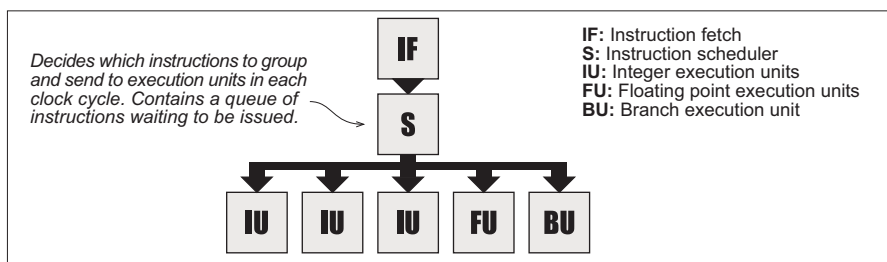 IF
Decides which instructions to group
and send to execution units in each
clock cycle. Contains a queue of
instructions waiting to be issued.
S
IF: Instruction fetch
S: Instruction scheduler
IU: Integer execution units
FU: Floating point execution units
BU: Branch execution unit
IU
IU
IU
FU
BU